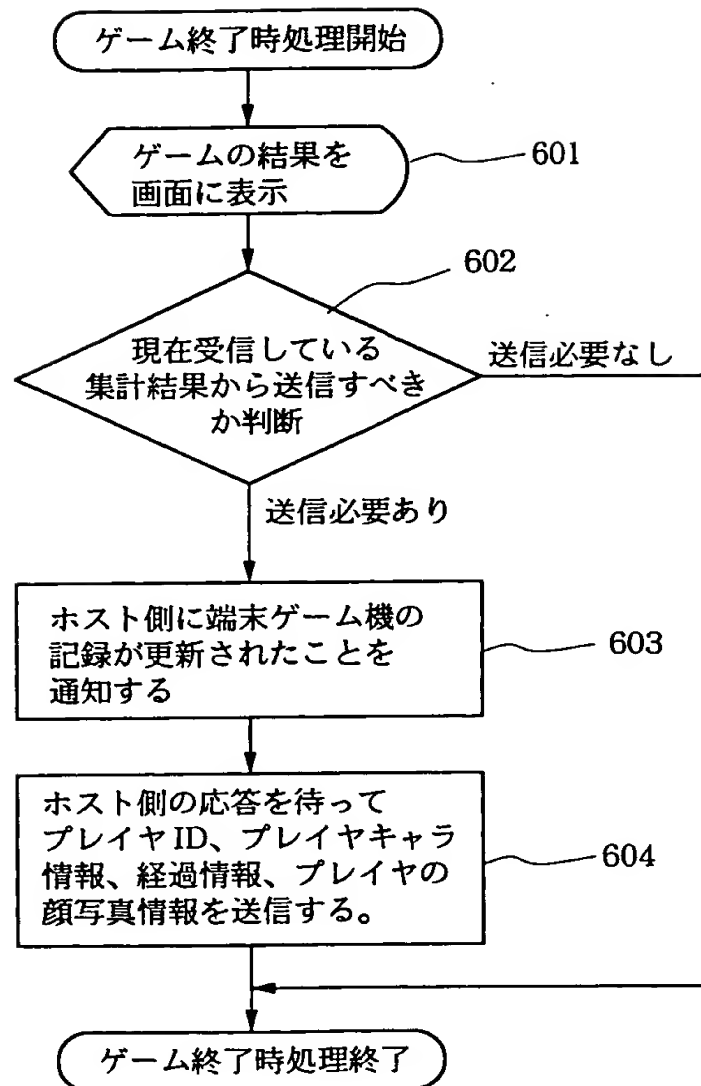 ゲーム終了時処理開始
ゲームの結果を
画面に表示
601
602
現在受信している
集計結果から送信すべき
か判断
送信必要なし
送信必要あり
ホスト側に端末ゲーム機の
記録が更新されたことを
通知する
603
ホスト側の応答を待って
プレイヤID、プレイヤキャラ
情報、経過情報、プレイヤの
顔写真情報を送信する。
604
ゲーム終了時処理終了